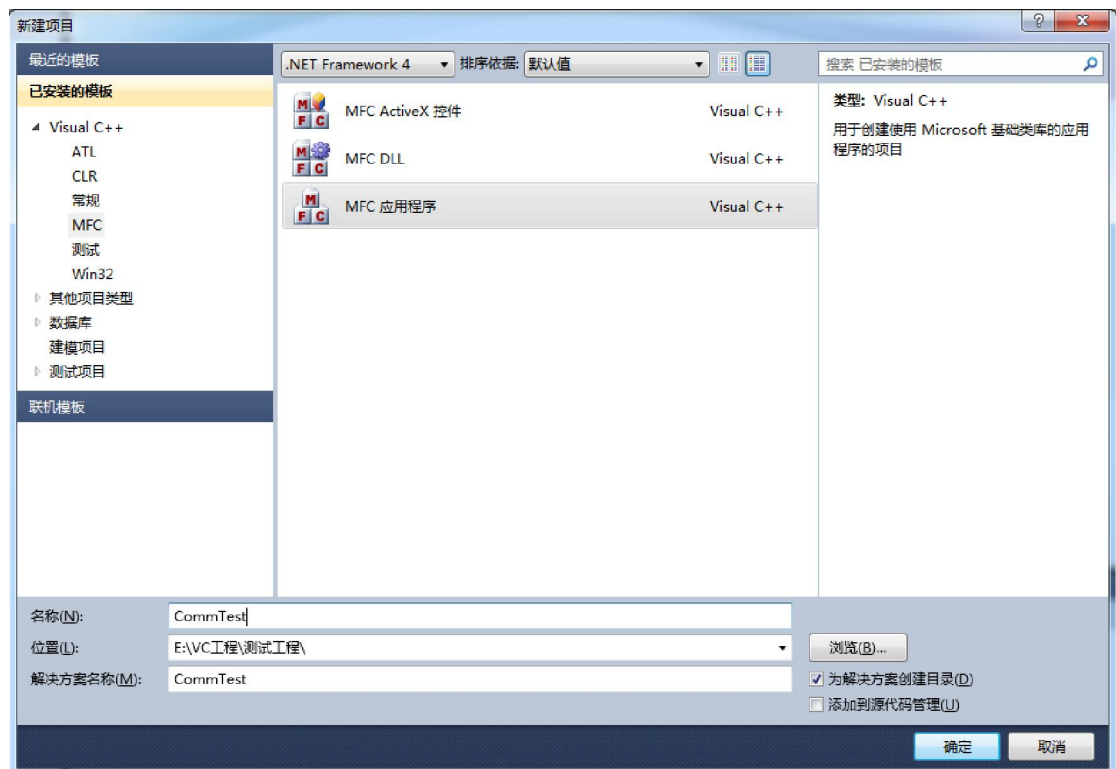 新建项目
最近的模板
已安装的模板
Visual C++
ATL
CLR
常规
MFC
测试
Win32
其他项目类型
数据库
建模项目
测试项目
联机模板
.NET Framework 4
排序依据: 默认值
MFC ActiveX 控件 Visual C++
MFC DLL Visual C++
MFC 应用程序 Visual C++
搜索 已安装的模板
类型: Visual C++
用于创建使用 Microsoft 基础类库的应用
程序的项目
名称(N): CommTest
位置(L): E:\VC工程\测试工程\ 浏览(B)...
解决方案名称(M): CommTest
为解决方案创建目录(D)
添加到源代码管理(U)
确定 取消